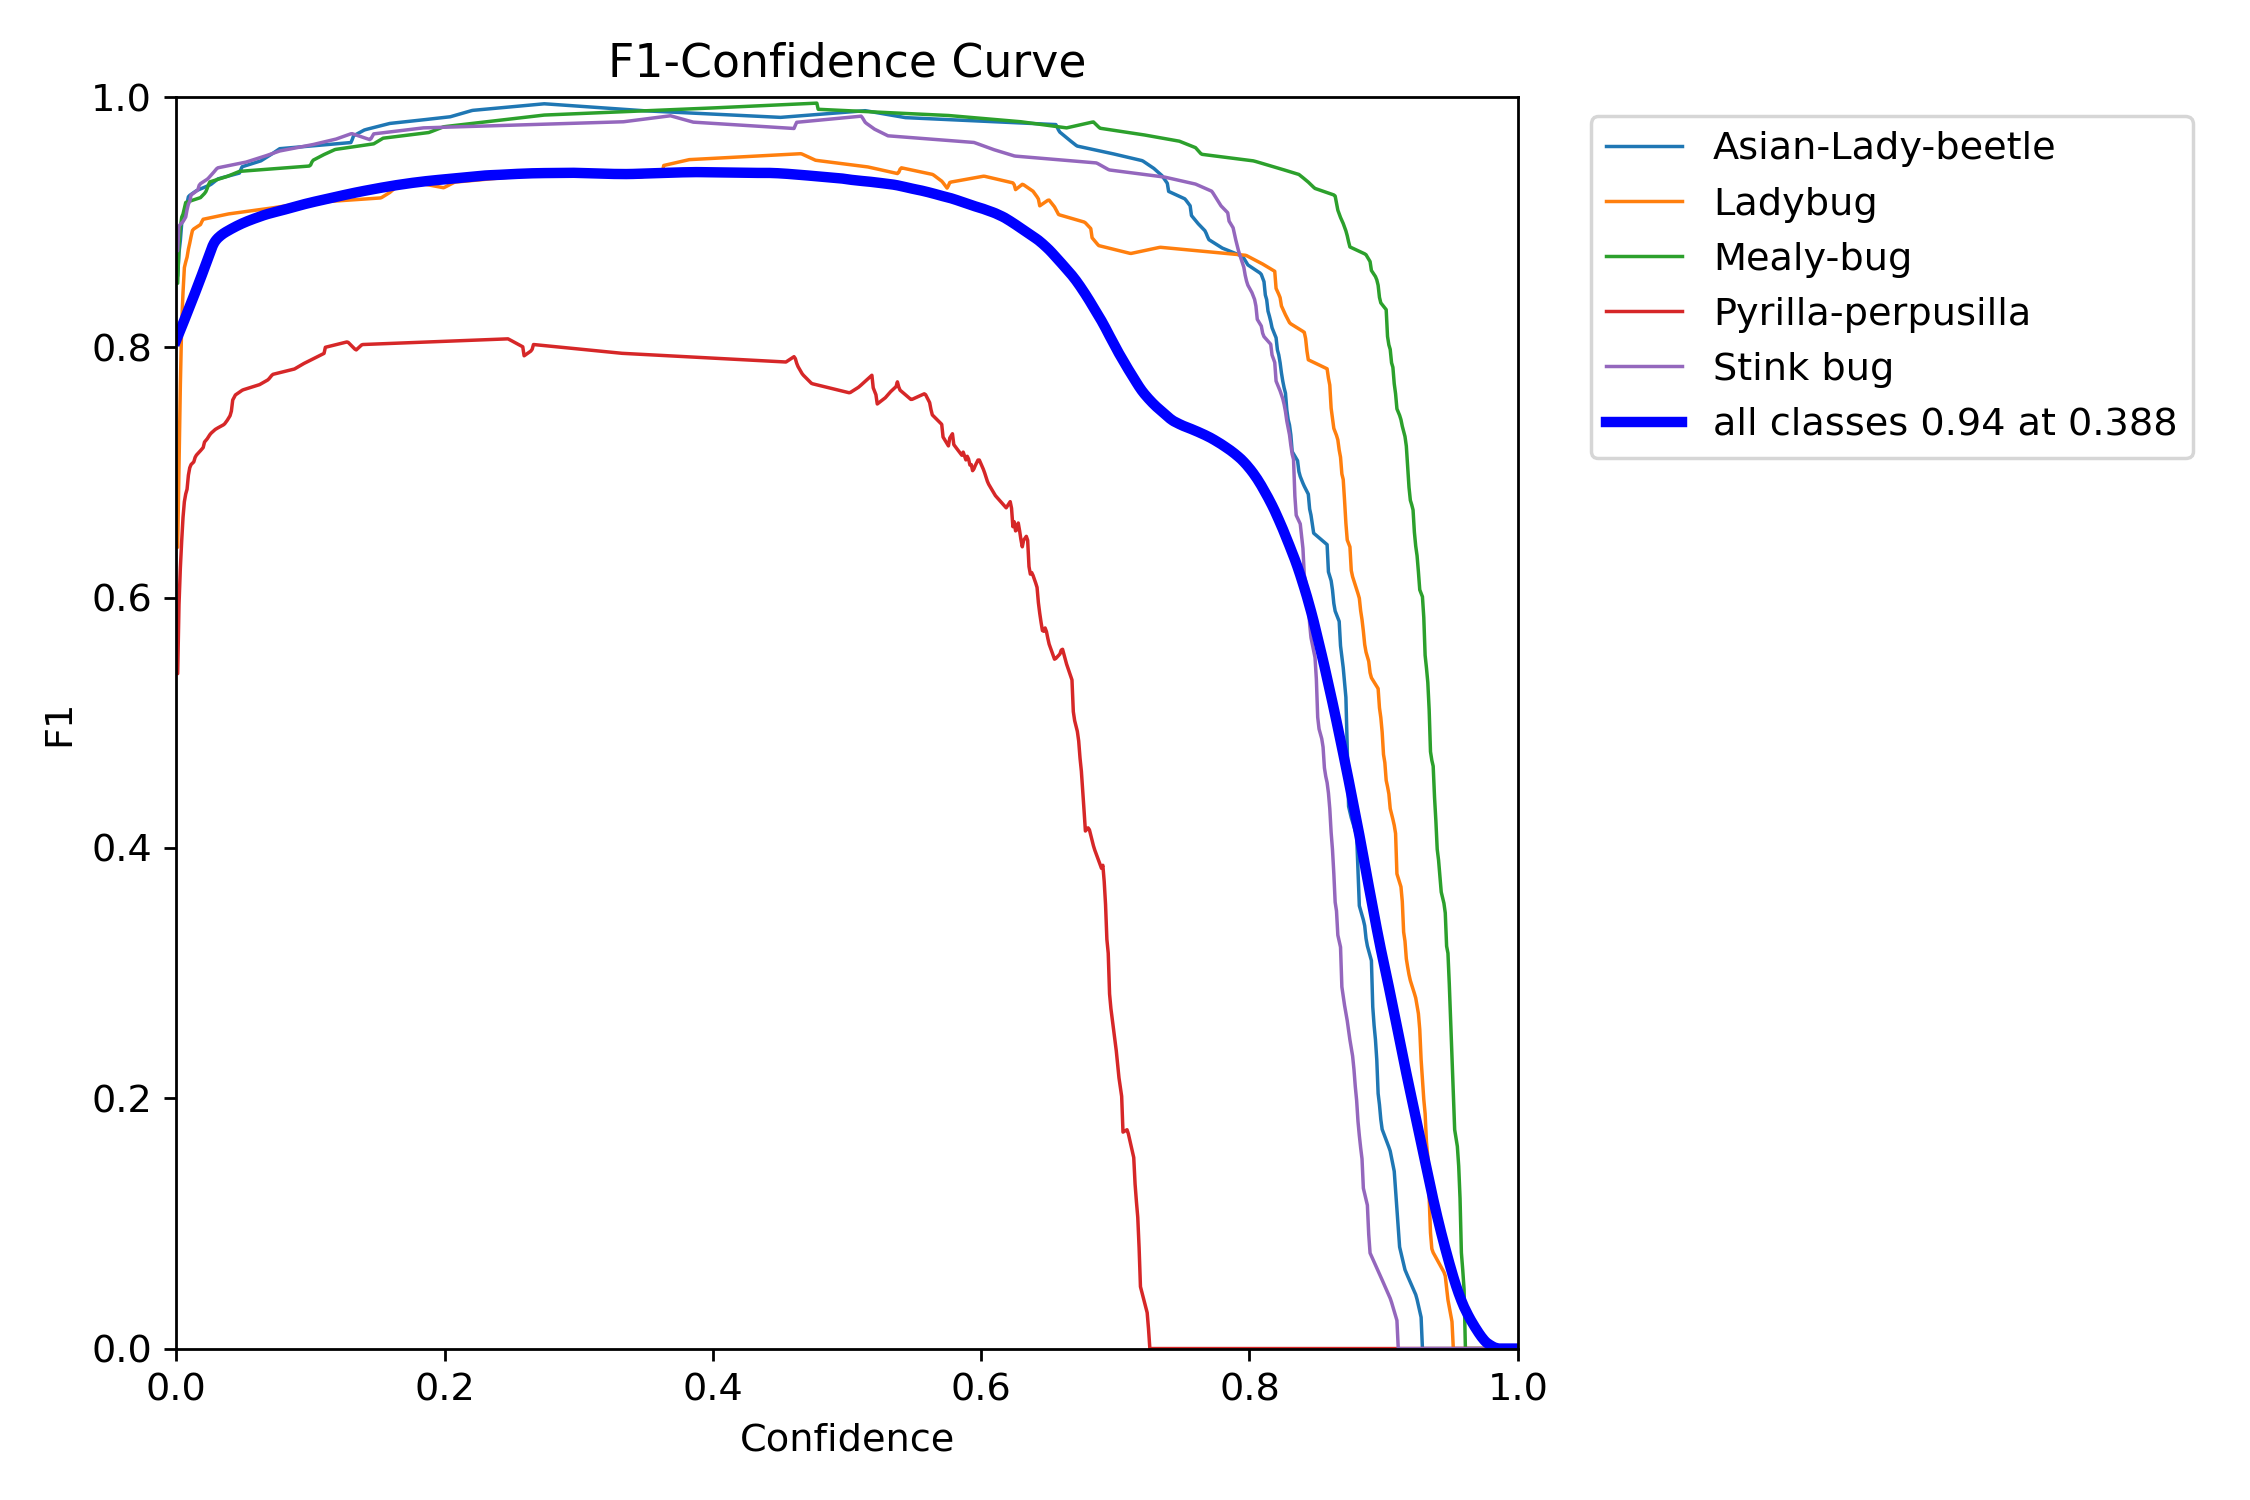 F1-Confidence Curve
1.0
0.8
0.6
0.4
0.2
0.0
F1
0.0 0.2 0.4 0.6 0.8 1.0
Confidence
Asian-Lady-beetle
Ladybug
Mealy-bug
Pyrilla-perpusilla
Stink bug
all classes 0.94 at 0.388